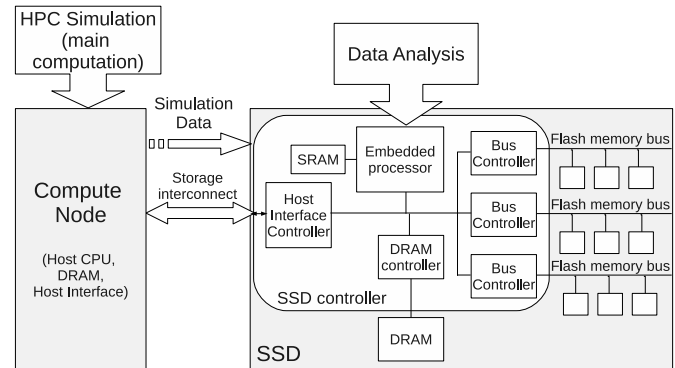 HPC Simulation
(main
computation)
Data Analysis
Simulation
Data
Storage
interconnect
Compute
Node
(Host CPU,
DRAM,
Host Interface)
SRAM
Embedded
processor
Host
Interface
Controller
DRAM
controller
SSD controller
DRAM
SSD
Bus
Controller
Flash memory bus
Bus
Controller
Flash memory bus
Bus
Controller
Flash memory bus